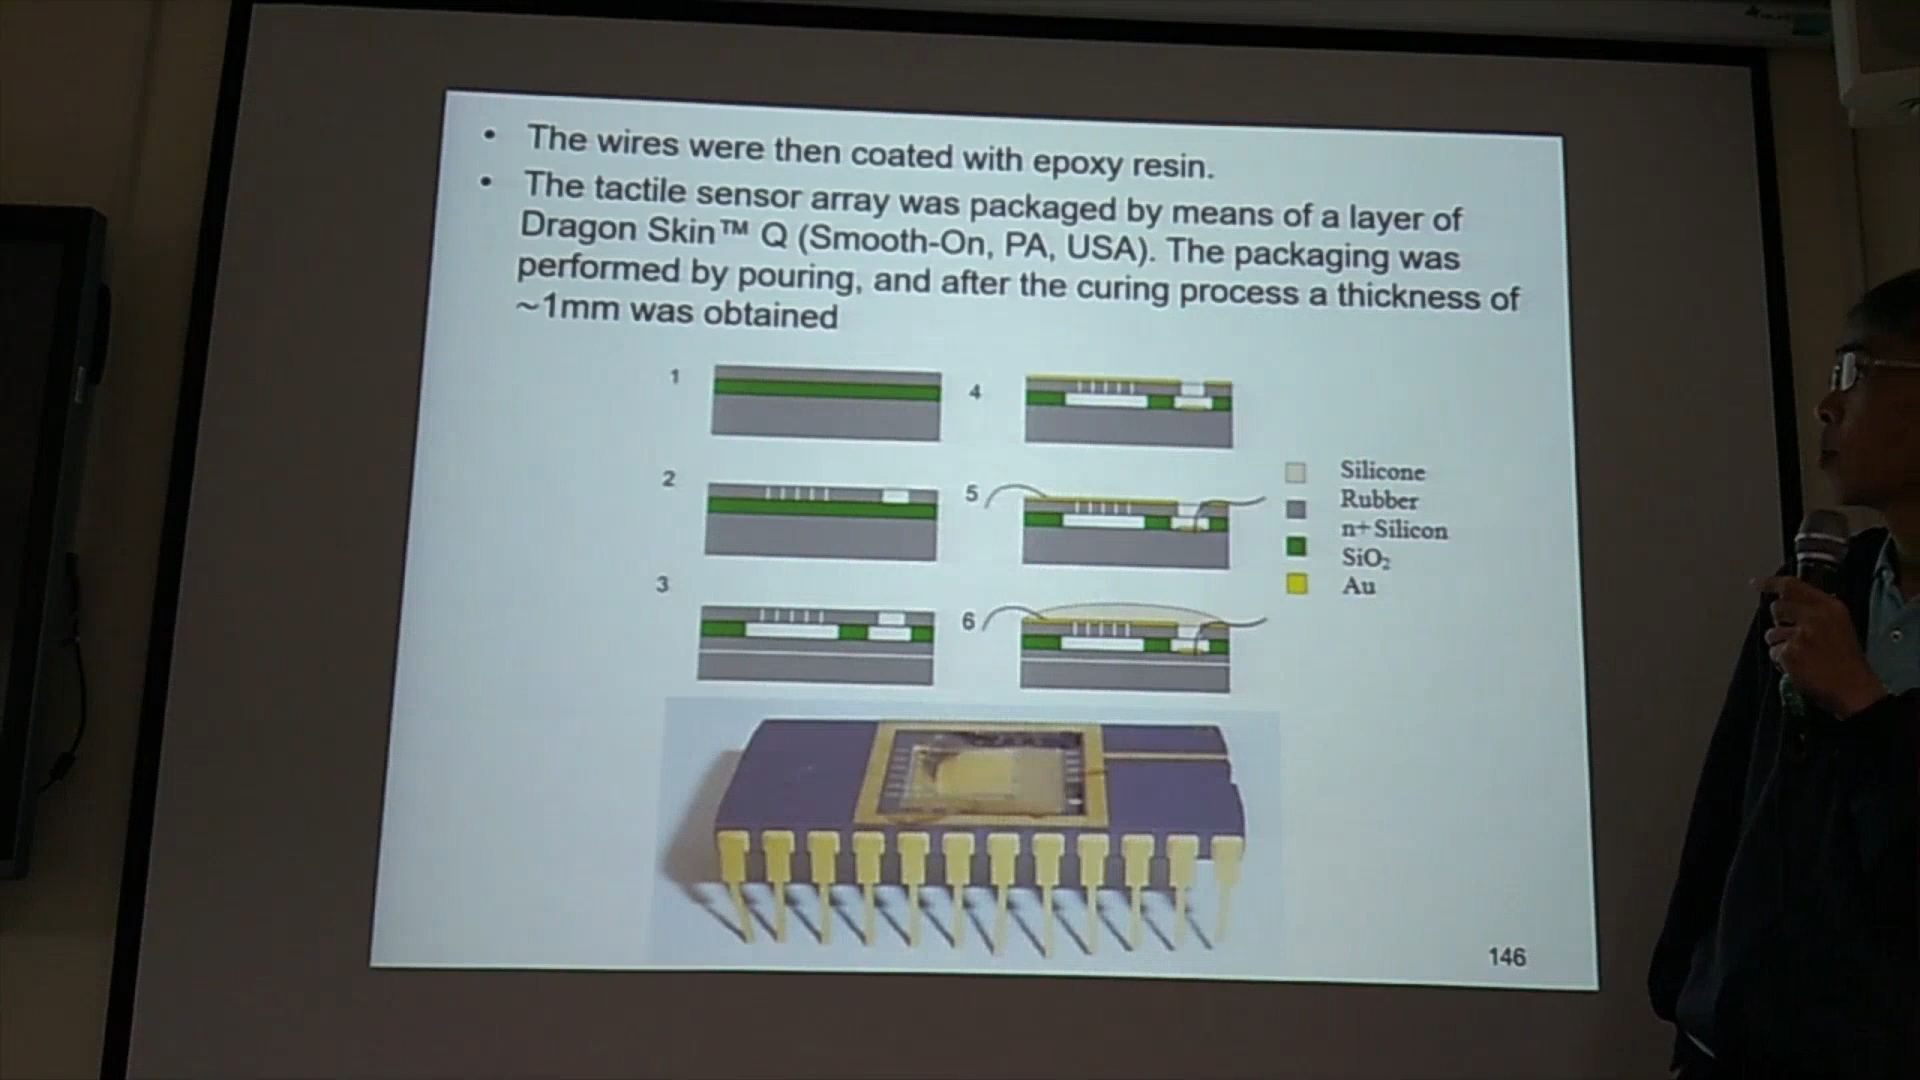 • The wires were then coated with epoxy resin.
• The tactile sensor array was packaged by means of a layer of
Dragon Skin™ Q (Smooth-On, PA, USA). The packaging was
performed by pouring, and after the curing process a thickness of
~1mm was obtained
1
2
3
4
5
6
Silicone
Rubber
n+ Silicon
SiO₂
Au
146